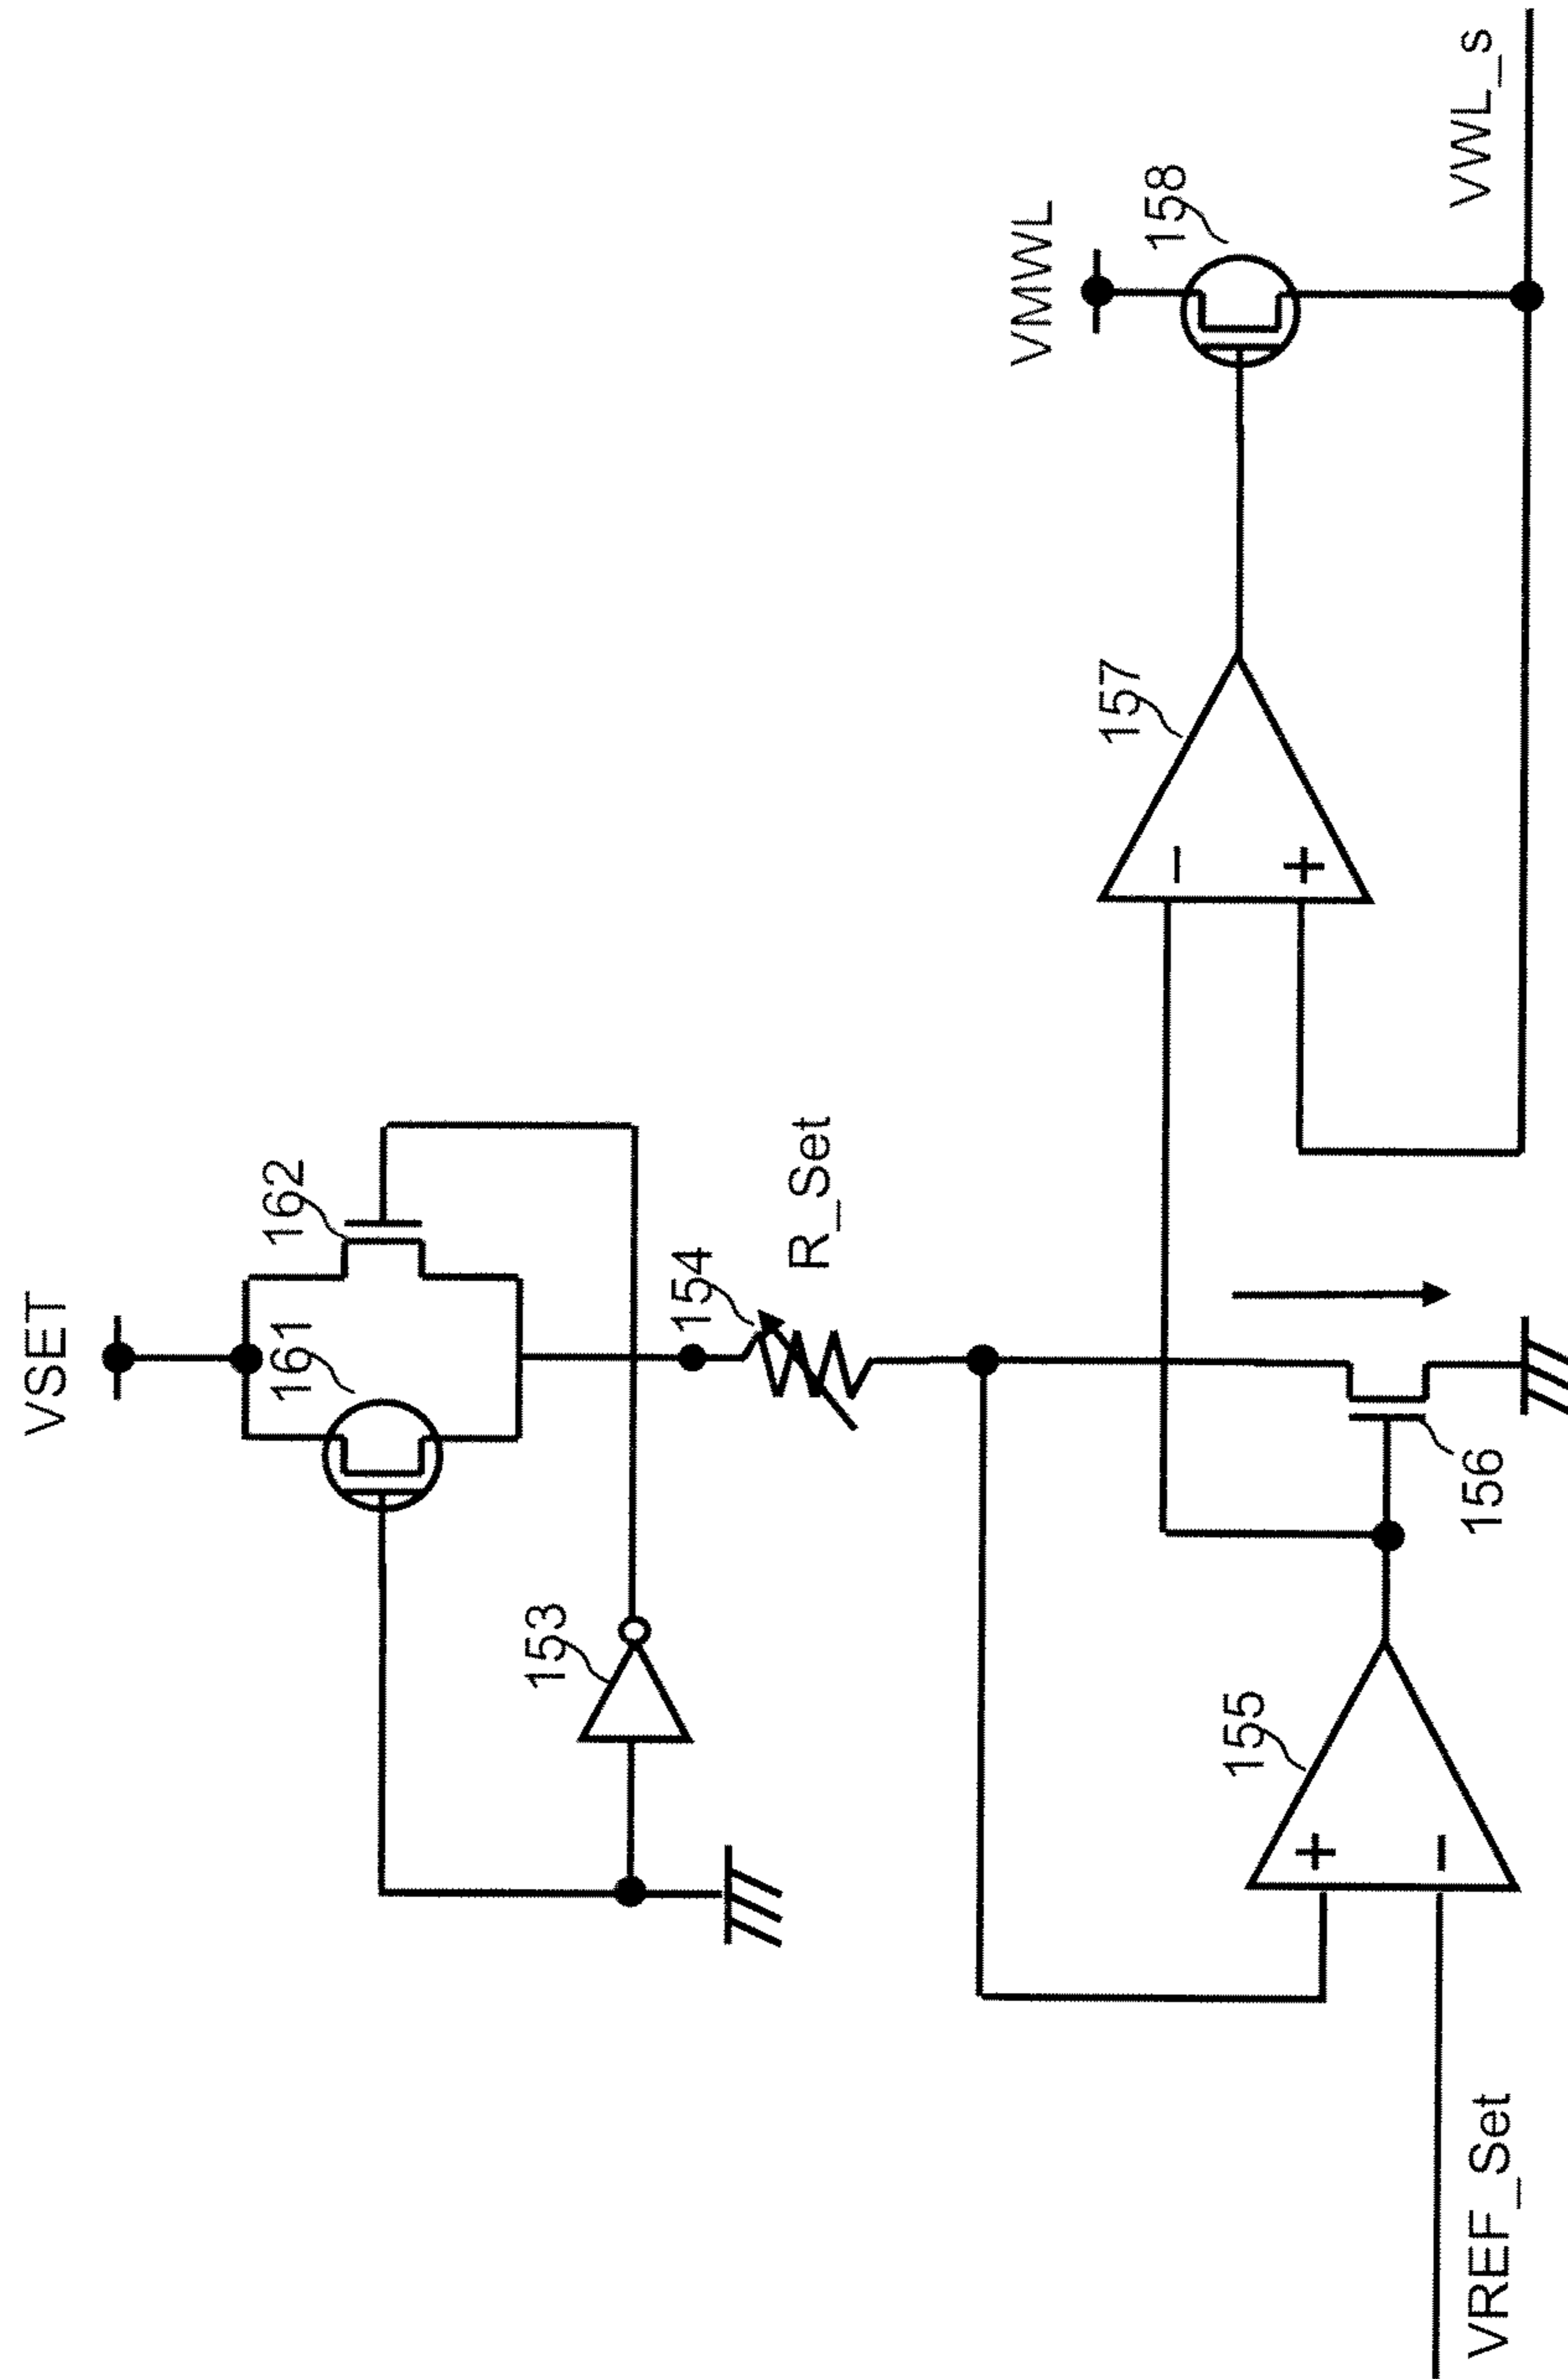 VSET
161
162
153
154
R_Set
VMWL
158
157
−
+
155
+
−
156
VREF_Set
VWL_s